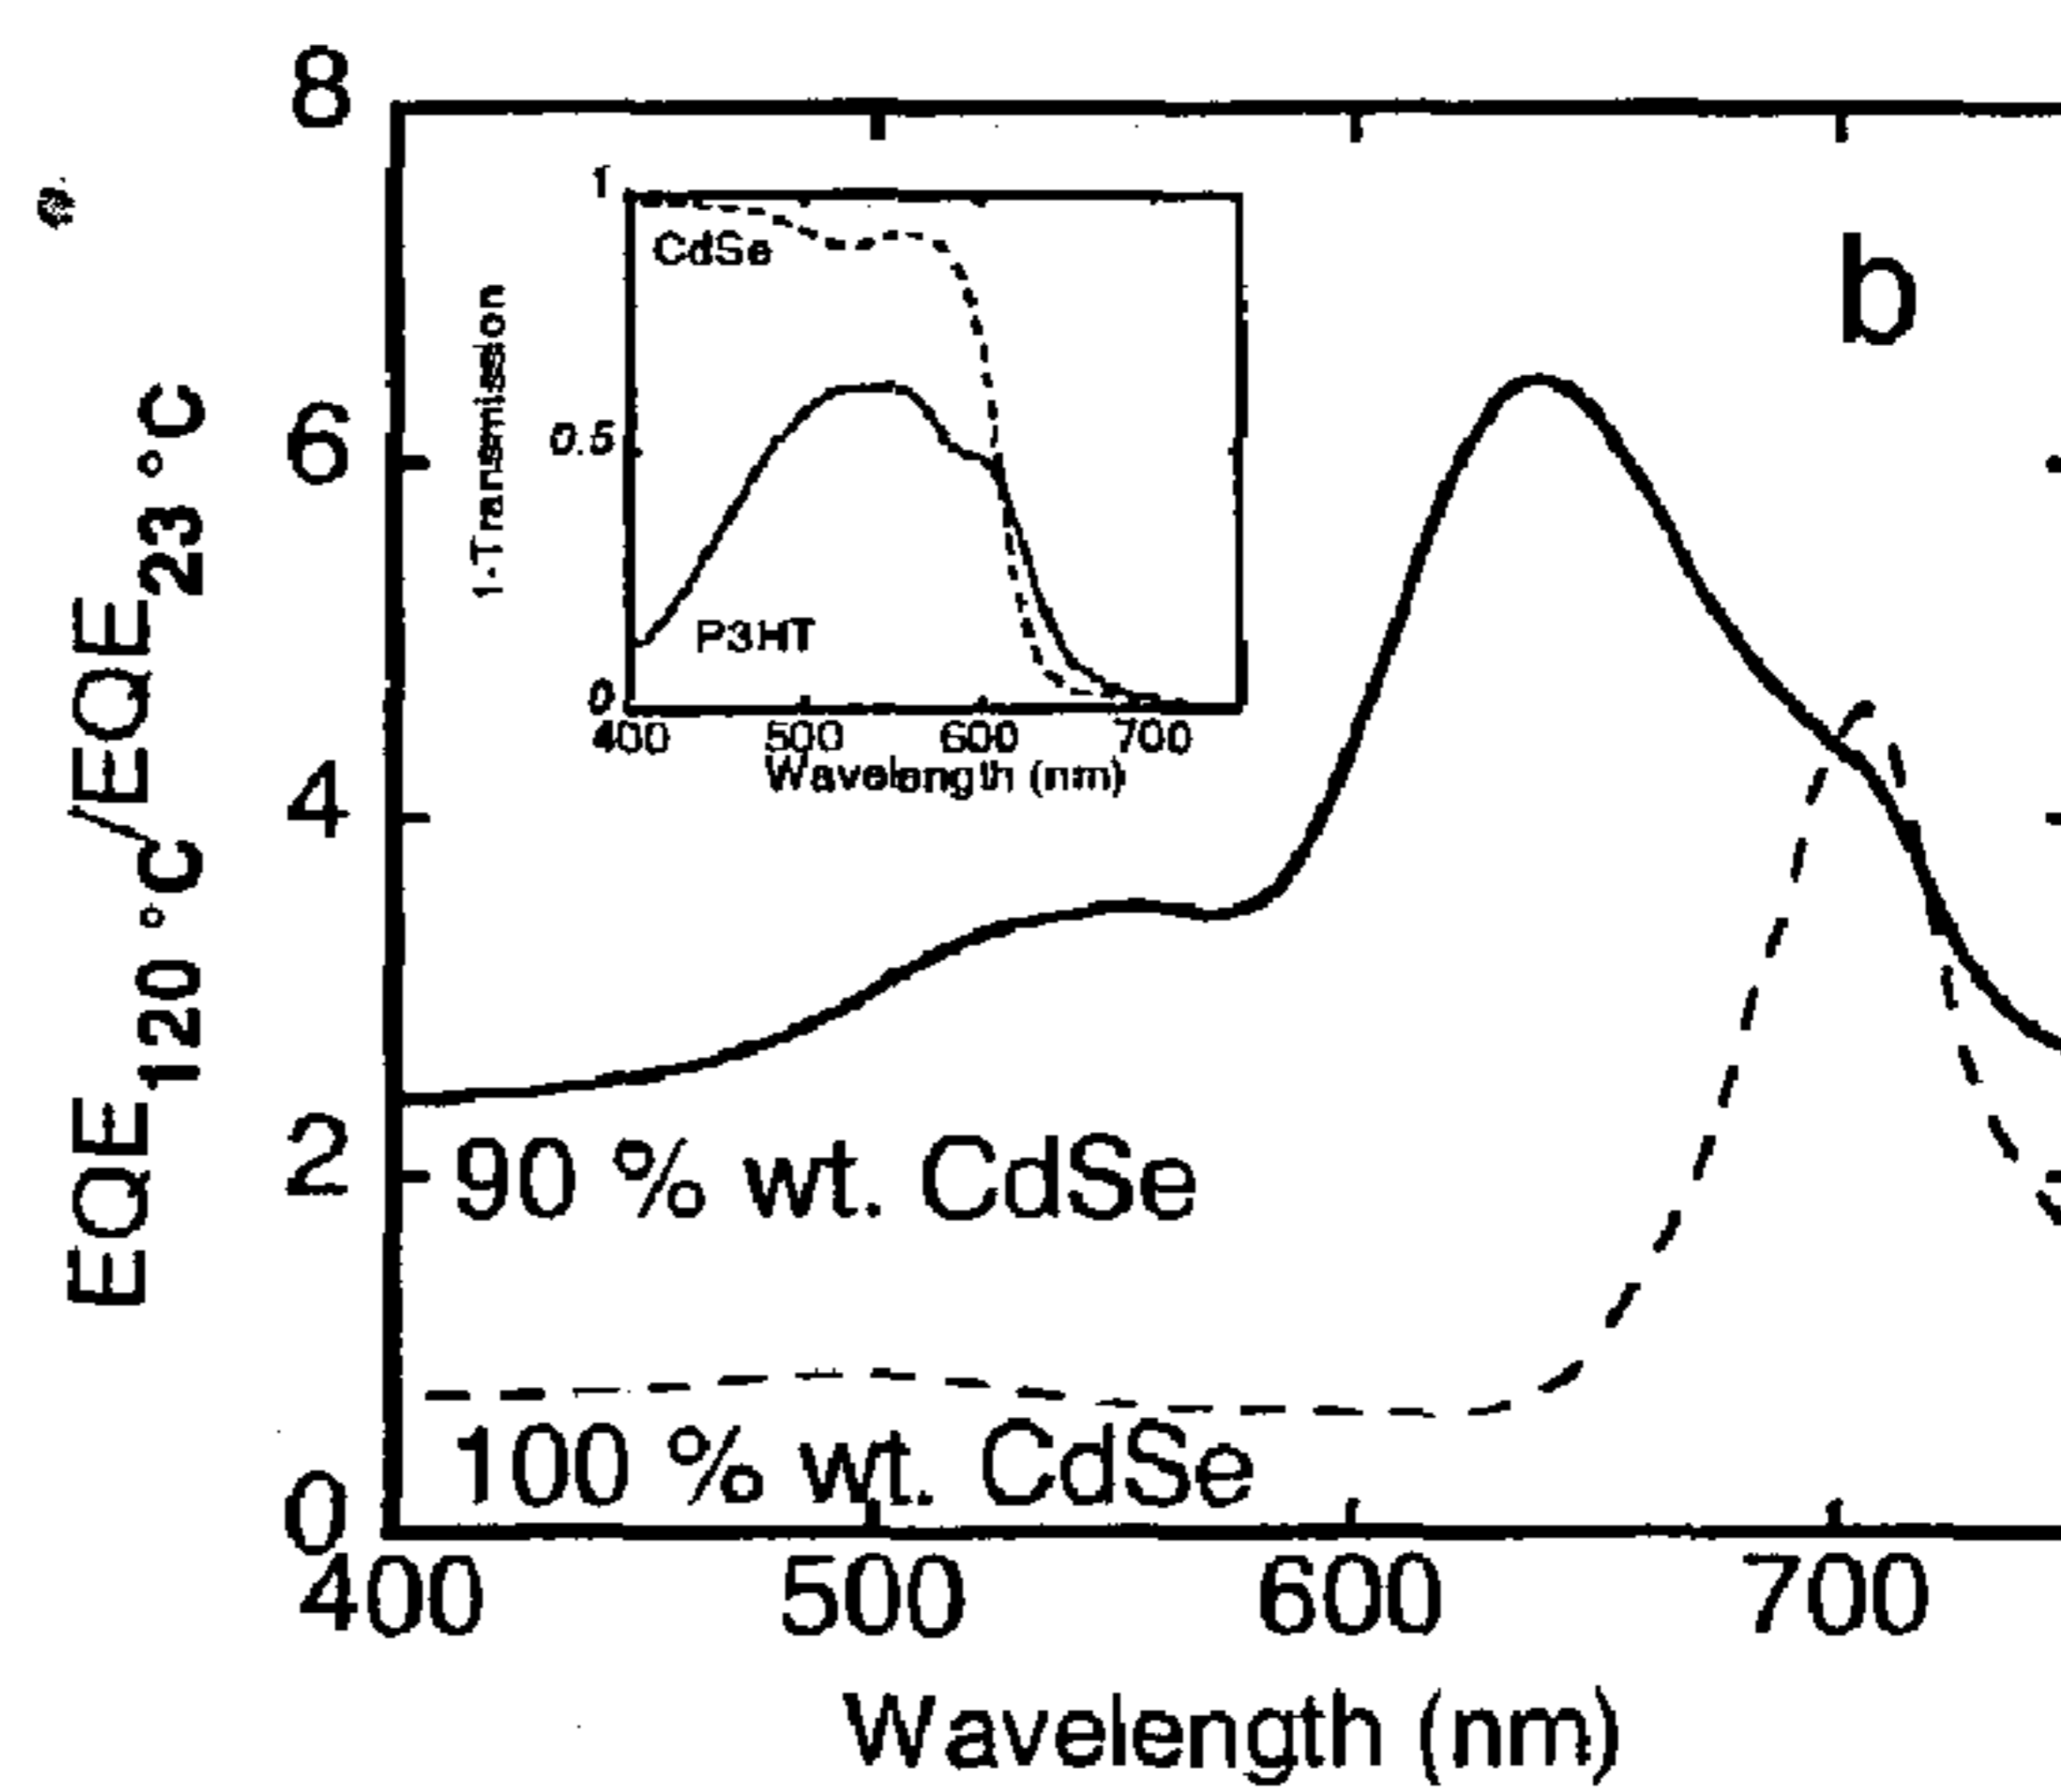 8
6
4
2
0
EQE120 °C/EQE23 °C
b
1
0.5
0
1-Transmission
CdSe
P3HT
400 500 600 700
Wavelength (nm)
90 % wt. CdSe
100 % wt. CdSe
400 500 600 700
Wavelength (nm)